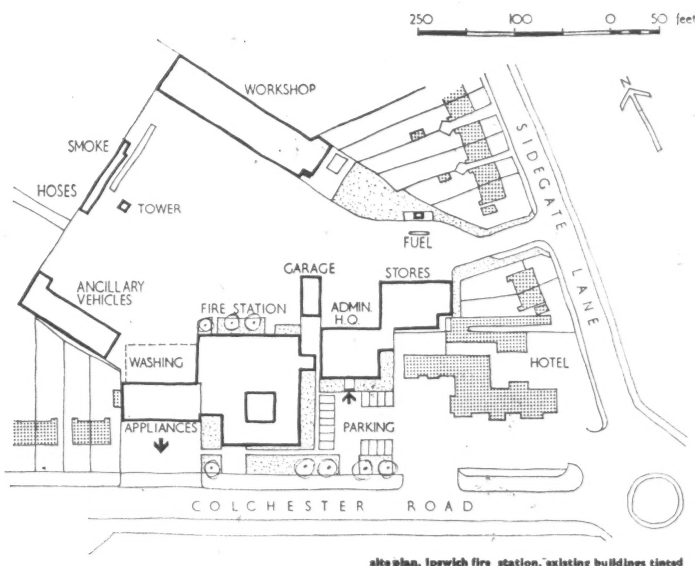 250 100 0 50 feet
N
WORKSHOP
SIDEGATE LANE
SMOKE
HOSES
TOWER
FUEL
GARAGE
STORES
ANCILLARY
VEHICLES
FIRE STATION
ADMIN.
H.Q.
WASHING
HOTEL
APPLIANCES
PARKING
COLCHESTER ROAD
site plan, Ipswich fire station, existing buildings tinted